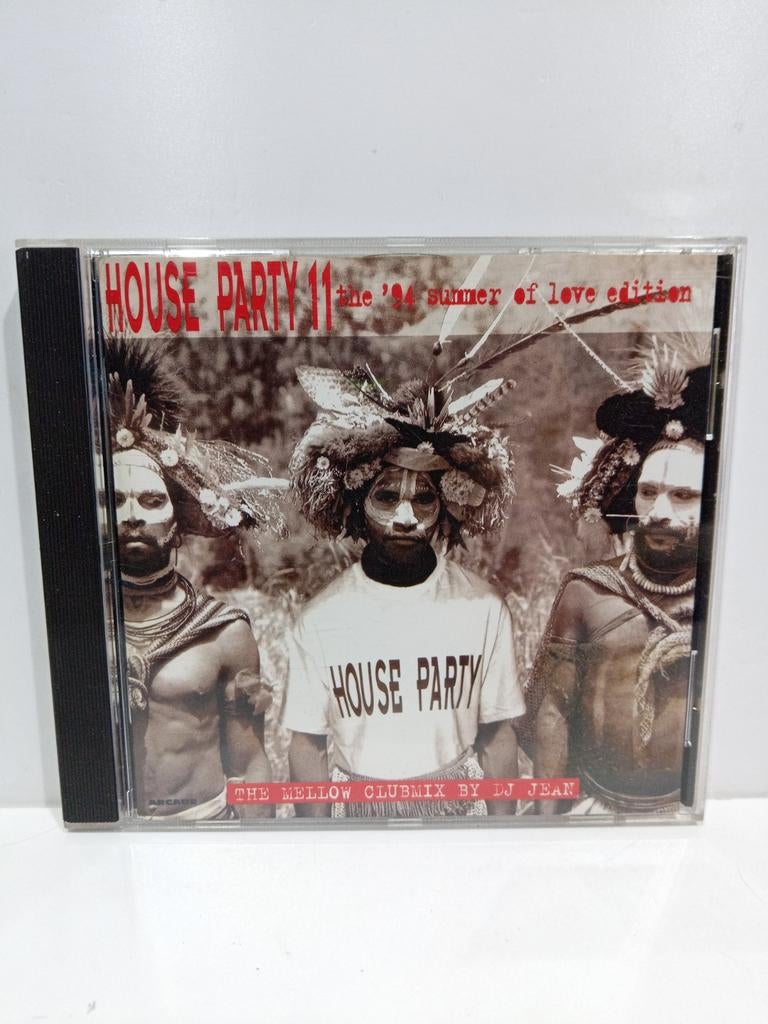 HOUSE PARTY 11 the '94 summer of love edition
HOUSE PARTY
THE MELLOW CLUBMIX BY DJ JEAN
ARCADE